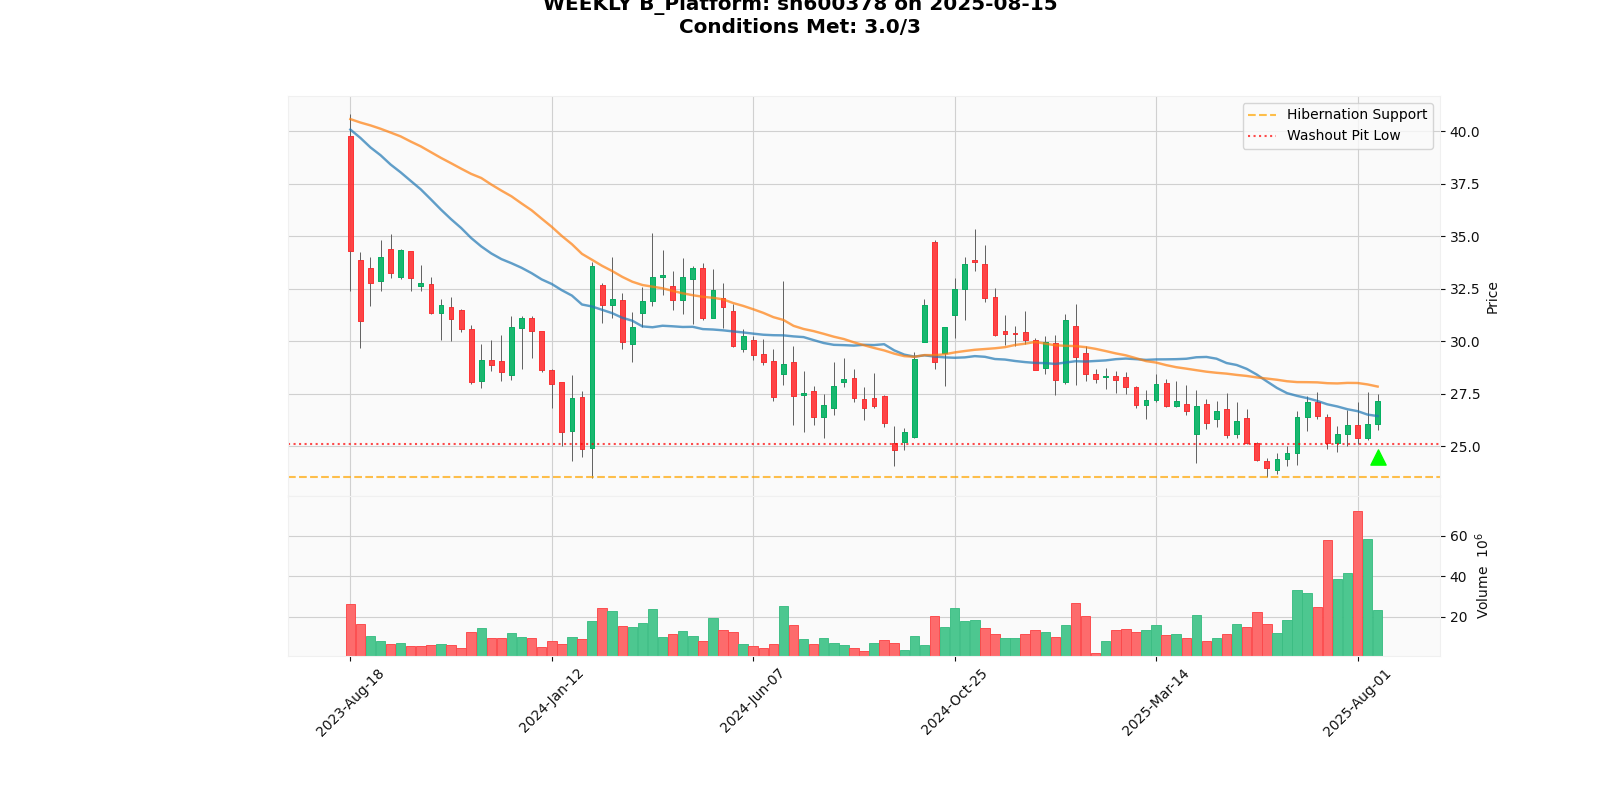 WEEKLY B_Platform: sh600378 on 2025-08-15
Conditions Met: 3.0/3
Hibernation Support
Washout Pit Low
40.0
37.5
35.0
32.5
30.0
27.5
25.0
Price
60
40
20
Volume 10⁶
2023-Aug-18
2024-Jan-12
2024-Jun-07
2024-Oct-25
2025-Mar-14
2025-Aug-01